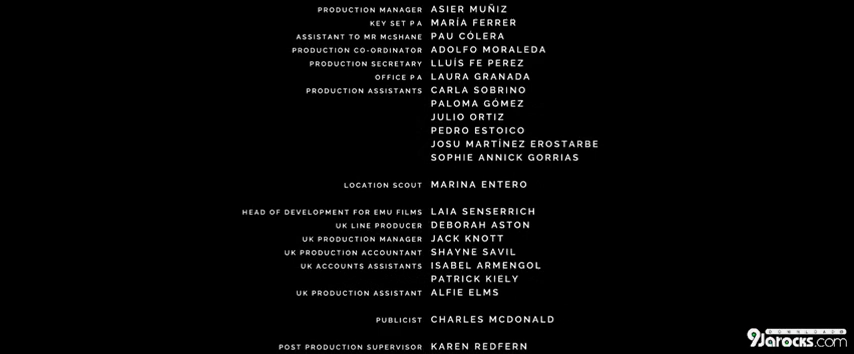 PRODUCTION MANAGER ASIER MUÑIZ
KEY SET PA MARÍA FERRER
ASSISTANT TO MR McSHANE PAU CÓLERA
PRODUCTION CO-ORDINATOR ADOLFO MORALEDA
PRODUCTION SECRETARY LLUÍS FE PEREZ
OFFICE PA LAURA GRANADA
PRODUCTION ASSISTANTS CARLA SOBRINO
PALOMA GÓMEZ
JULIO ORTIZ
PEDRO ESTOICO
JOSU MARTÍNEZ EROSTARBE
SOPHIE ANNICK GORRIAS
LOCATION SCOUT MARINA ENTERO
HEAD OF DEVELOPMENT FOR EMU FILMS LAIA SENSERRICH
UK LINE PRODUCER DEBORAH ASTON
UK PRODUCTION MANAGER JACK KNOTT
UK PRODUCTION ACCOUNTANT SHAYNE SAVIL
UK ACCOUNTS ASSISTANTS ISABEL ARMENGOL
PATRICK KIELY
UK PRODUCTION ASSISTANT ALFIE ELMS
PUBLICIST CHARLES MCDONALD
DOWNLOADED
9Jarocks.com
POST PRODUCTION SUPERVISOR KAREN REDFERN